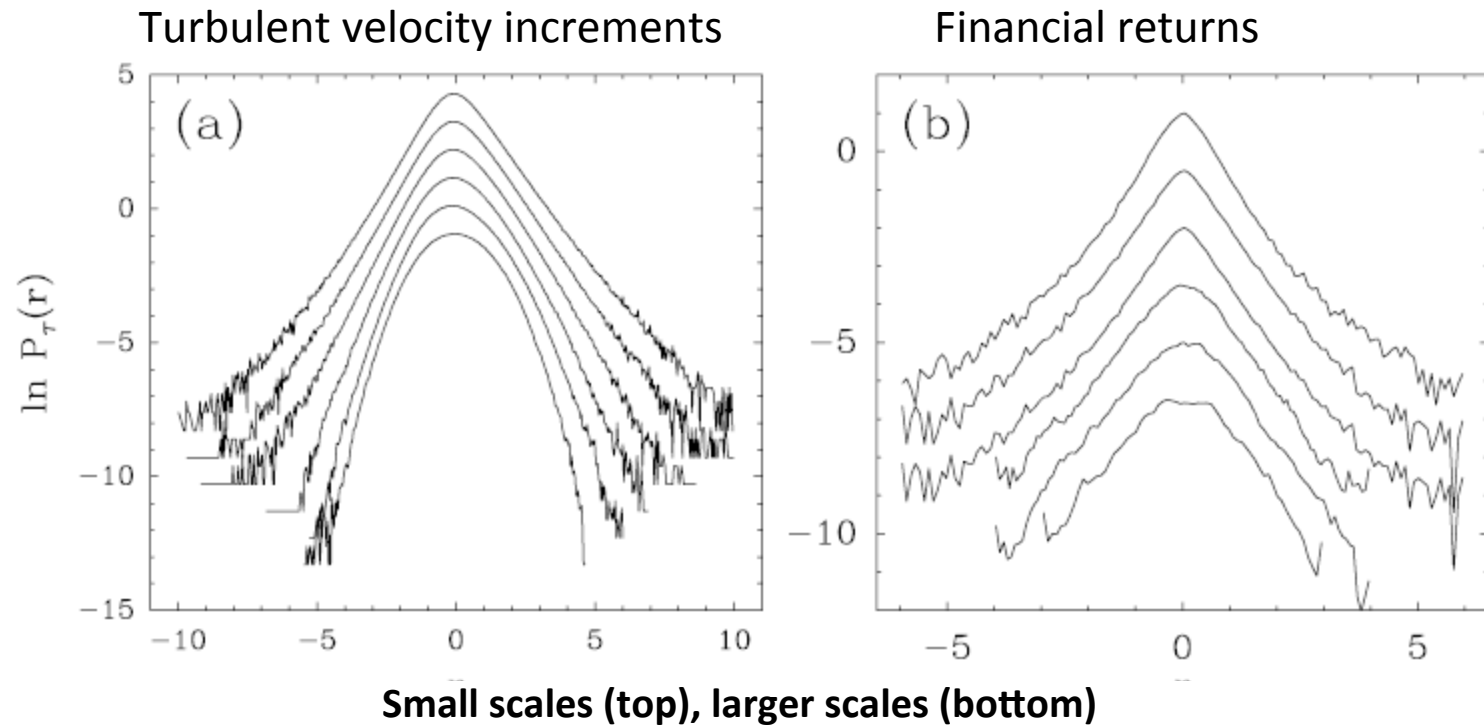 Turbulent velocity increments
Financial returns
(a)
(b)
ln P_τ(r)
5
0
−5
−10
−15
−10 −5 0 5 10
0
−5
−10
−5 0 5
Small scales (top), larger scales (bottom)